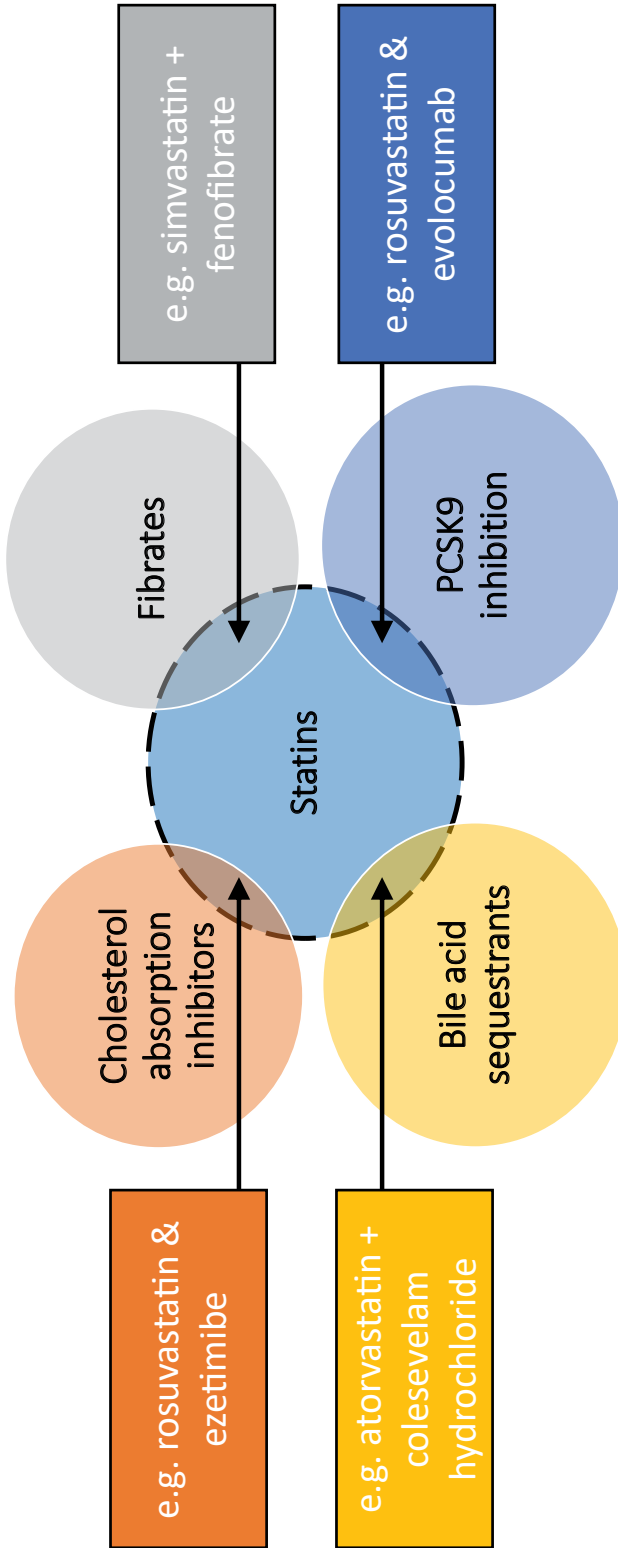 e.g. rosuvastatin &
ezetimibe
Cholesterol
absorption
inhibitors
Fibrates
e.g. simvastatin +
fenofibrate
Statins
e.g. atorvastatin +
colesevelam
hydrochloride
Bile acid
sequestrants
PCSK9
inhibition
e.g. rosuvastatin &
evolocumab